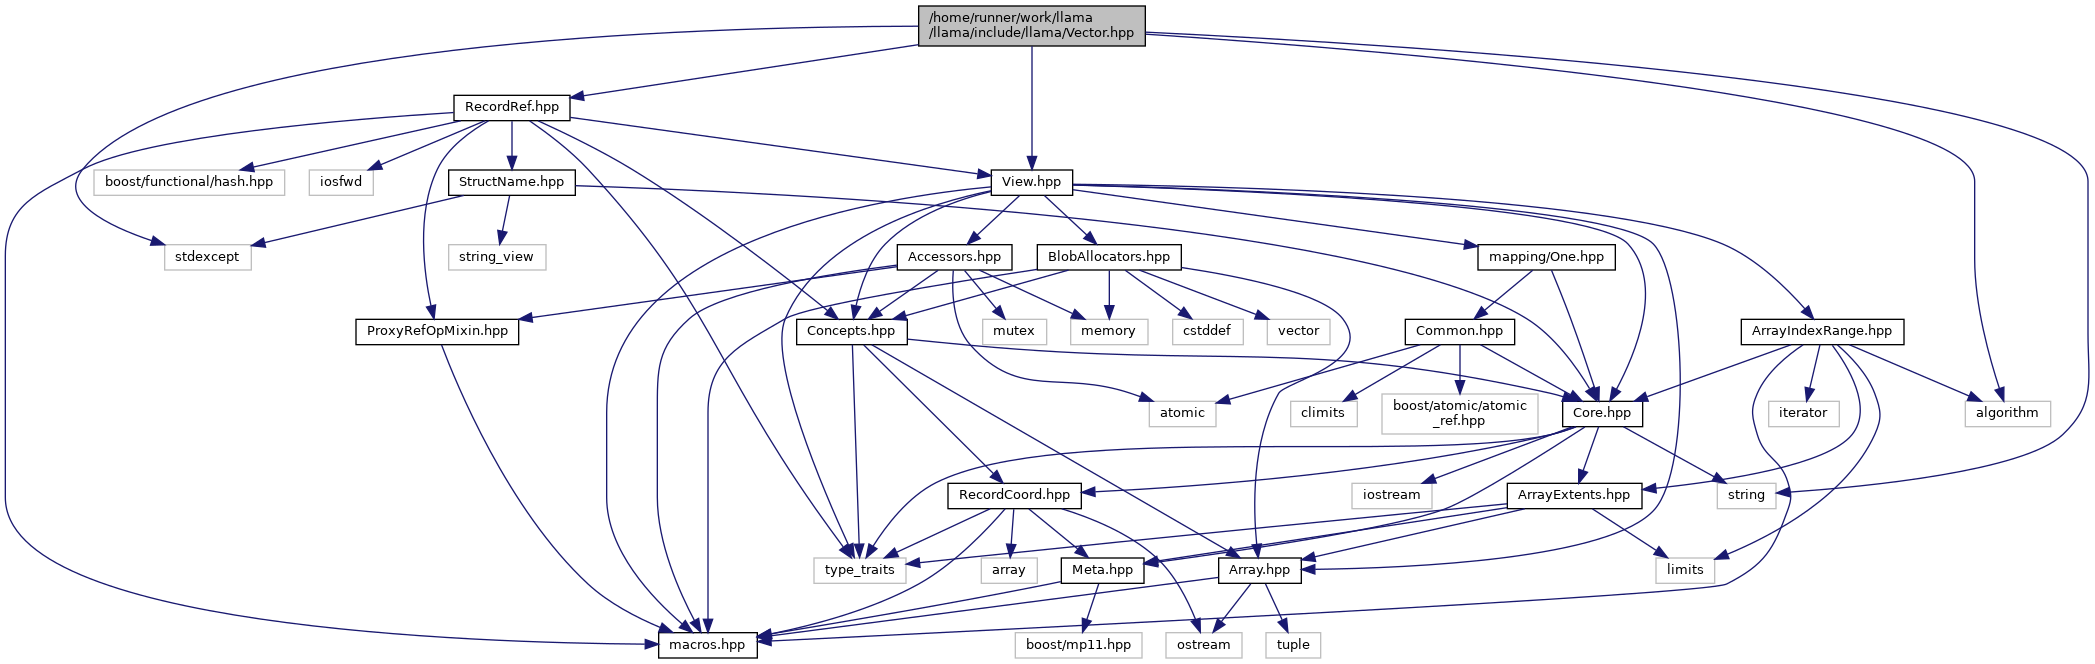 /home/runner/work/llama
/llama/include/llama/Vector.hpp
RecordRef.hpp
boost/functional/hash.hpp
iosfwd
StructName.hpp
View.hpp
stdexcept
string_view
Accessors.hpp
BlobAllocators.hpp
mapping/One.hpp
ProxyRefOpMixin.hpp
Concepts.hpp
mutex
memory
cstddef
vector
Common.hpp
ArrayIndexRange.hpp
atomic
climits
boost/atomic/atomic
_ref.hpp
Core.hpp
iterator
algorithm
RecordCoord.hpp
iostream
ArrayExtents.hpp
string
type_traits
array
Meta.hpp
Array.hpp
limits
macros.hpp
boost/mp11.hpp
ostream
tuple